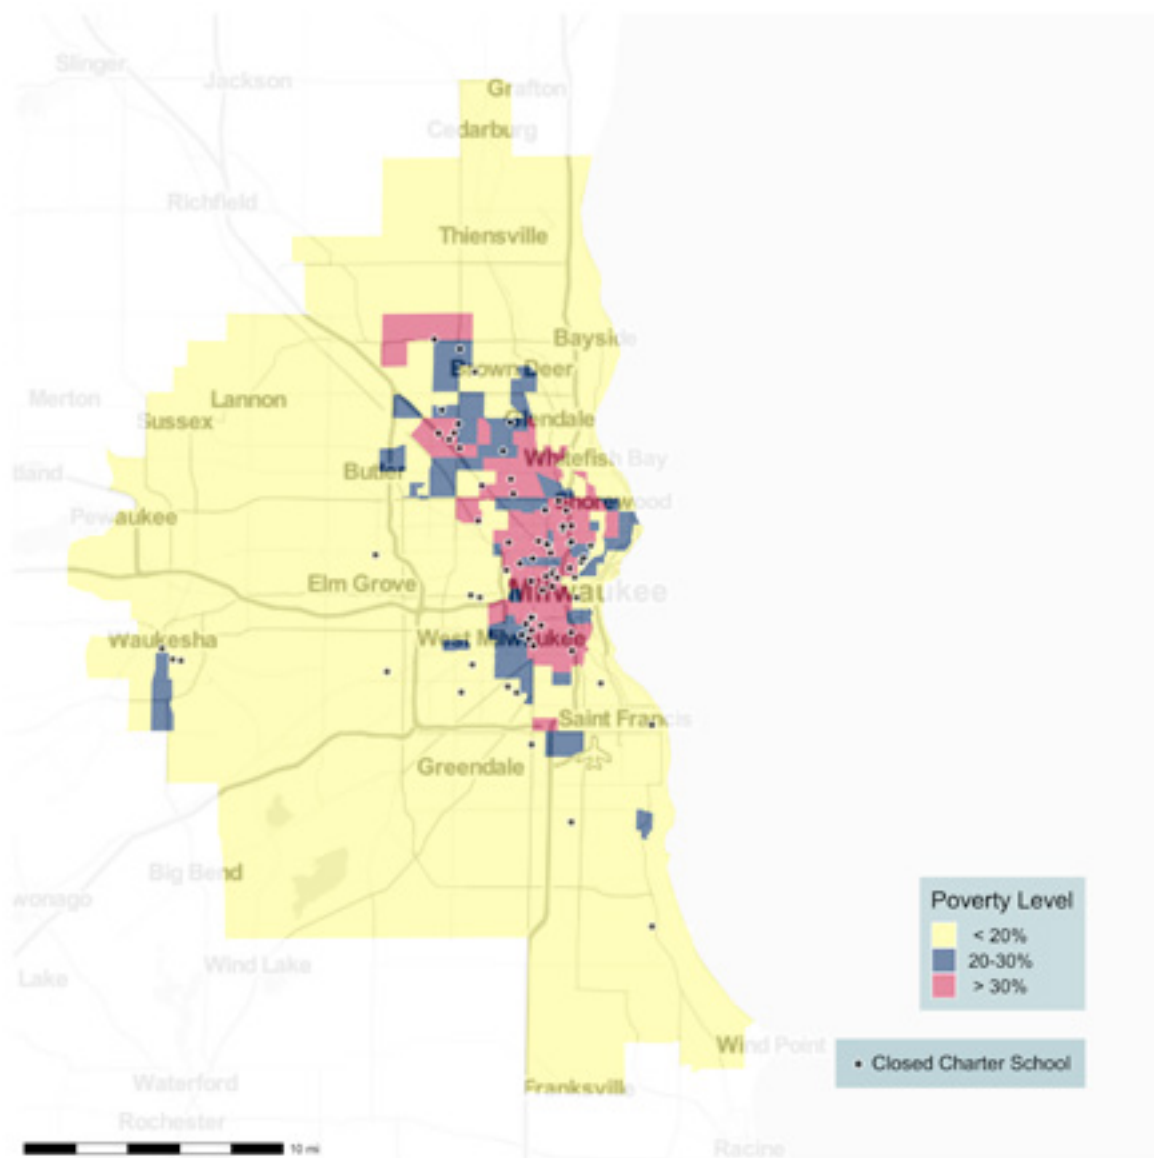 Slinger
Jackson
Grafton
Cedarburg
Richfield
Thiensville
Bayside
Brown Deer
Merton
Lannon
Sussex
Glendale
Whitefish Bay
Butler
tland
Shorewood
Pewaukee
Elm Grove
Milwaukee
Waukesha
West Milwaukee
Saint Francis
Greendale
Big Bend
wonago
Poverty Level
< 20%
20-30%
> 30%
Wind Lake
Lake
Wind Point
Closed Charter School
Waterford
Franksville
Rochester
10 mi
Racine